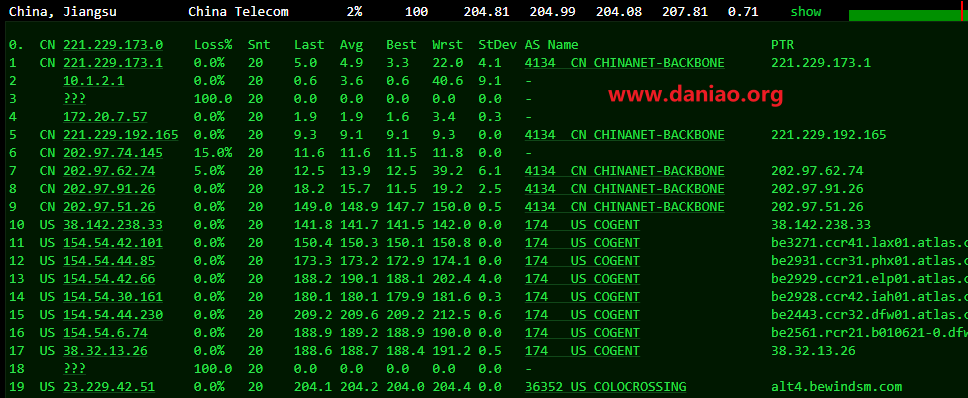 China, Jiangsu China Telecom 2% 100 204.81 204.99 204.08 207.81 0.71 show
0. CN 221.229.173.0 Loss% Snt Last Avg Best Wrst StDev AS Name PTR
1 CN 221.229.173.1 0.0% 20 5.0 4.9 3.3 22.0 4.1 4134 CN CHINANET-BACKBONE 221.229.173.1
2 10.1.2.1 0.0% 20 0.6 3.6 0.6 40.6 9.1 -
www.daniao.org
3 ??? 100.0 20 0.0 0.0 0.0 0.0 0.0 -
4 172.20.7.57 0.0% 20 1.9 1.9 1.6 3.4 0.3 -
5 CN 221.229.192.165 0.0% 20 9.3 9.1 9.1 9.3 0.0 4134 CN CHINANET-BACKBONE 221.229.192.165
6 CN 202.97.74.145 15.0% 20 11.6 11.6 11.5 11.8 0.0 -
7 CN 202.97.62.74 5.0% 20 12.5 13.9 12.5 39.2 6.1 4134 CN CHINANET-BACKBONE 202.97.62.74
8 CN 202.97.91.26 0.0% 20 18.2 15.7 11.5 19.2 2.5 4134 CN CHINANET-BACKBONE 202.97.91.26
9 CN 202.97.51.26 0.0% 20 149.0 148.9 147.7 150.0 0.5 4134 CN CHINANET-BACKBONE 202.97.51.26
10 US 38.142.238.33 0.0% 20 141.8 141.7 141.5 142.0 0.0 174 US COGENT 38.142.238.33
11 US 154.54.42.101 0.0% 20 150.4 150.3 150.1 150.8 0.0 174 US COGENT be3271.ccr41.lax01.atlas.c
12 US 154.54.44.85 0.0% 20 173.3 173.2 172.9 174.1 0.0 174 US COGENT be2931.ccr31.phx01.atlas.c
13 US 154.54.42.66 0.0% 20 188.2 190.1 188.1 202.4 4.0 174 US COGENT be2929.ccr21.elp01.atlas.c
14 US 154.54.30.161 0.0% 20 180.1 180.1 179.9 181.6 0.3 174 US COGENT be2928.ccr42.iah01.atlas.c
15 US 154.54.44.230 0.0% 20 209.2 209.6 209.2 212.5 0.6 174 US COGENT be2443.ccr32.dfw01.atlas.c
16 US 154.54.6.74 0.0% 20 188.9 189.2 188.9 190.0 0.0 174 US COGENT be2561.rcr21.b010621-0.dfw
17 US 38.32.13.26 0.0% 20 188.6 188.7 188.4 191.2 0.5 174 US COGENT 38.32.13.26
18 ??? 100.0 20 0.0 0.0 0.0 0.0 0.0 -
19 US 23.229.42.51 0.0% 20 204.1 204.2 204.0 204.4 0.0 36352 US COLOCROSSING alt4.bewindsm.com